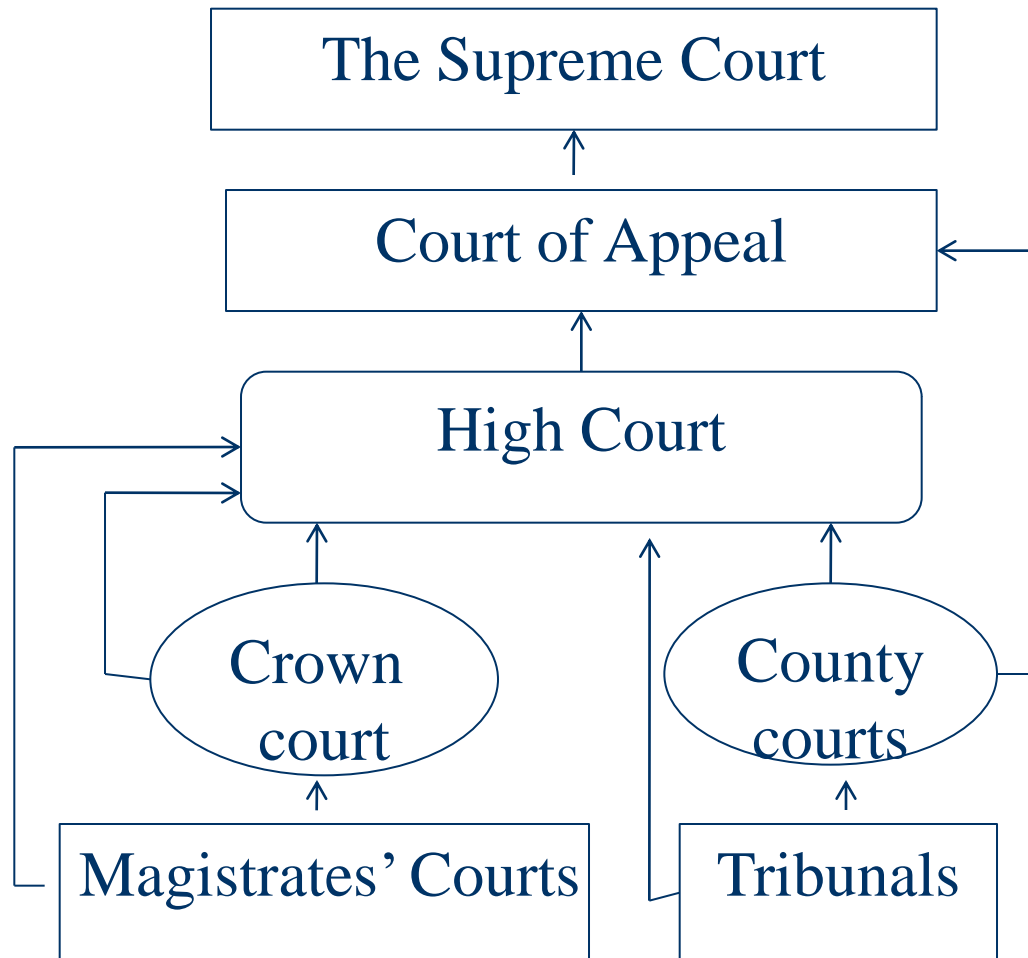 The Supreme Court
Court of Appeal
High Court
Crown
court
County
courts
Magistrates’ Courts
Tribunals